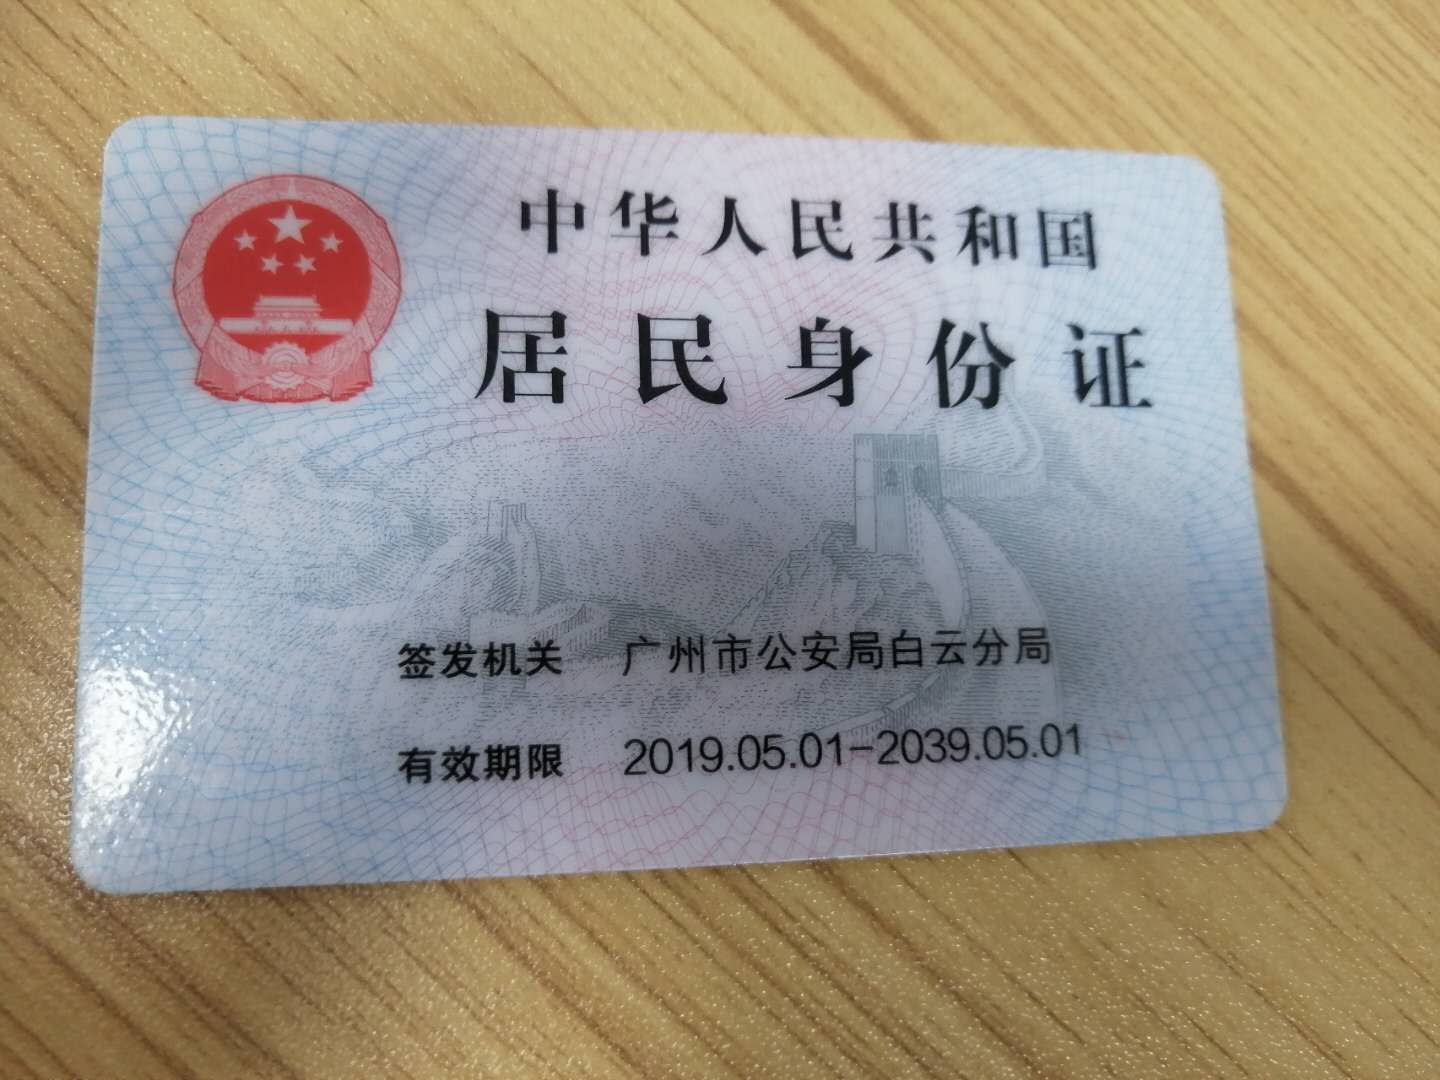 中华人民共和国
居民身份证
签发机关 广州市公安局白云分局
有效期限 2019.05.01-2039.05.01